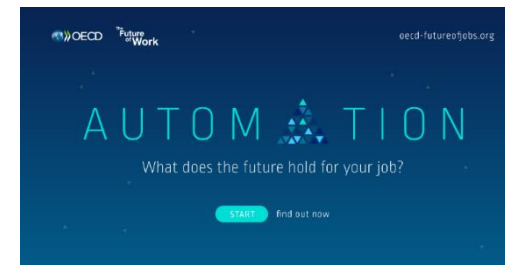 OECD
The Future of Work
oecd-futureofjobs.org
AUTOMATION
What does the future hold for your job?
START find out now